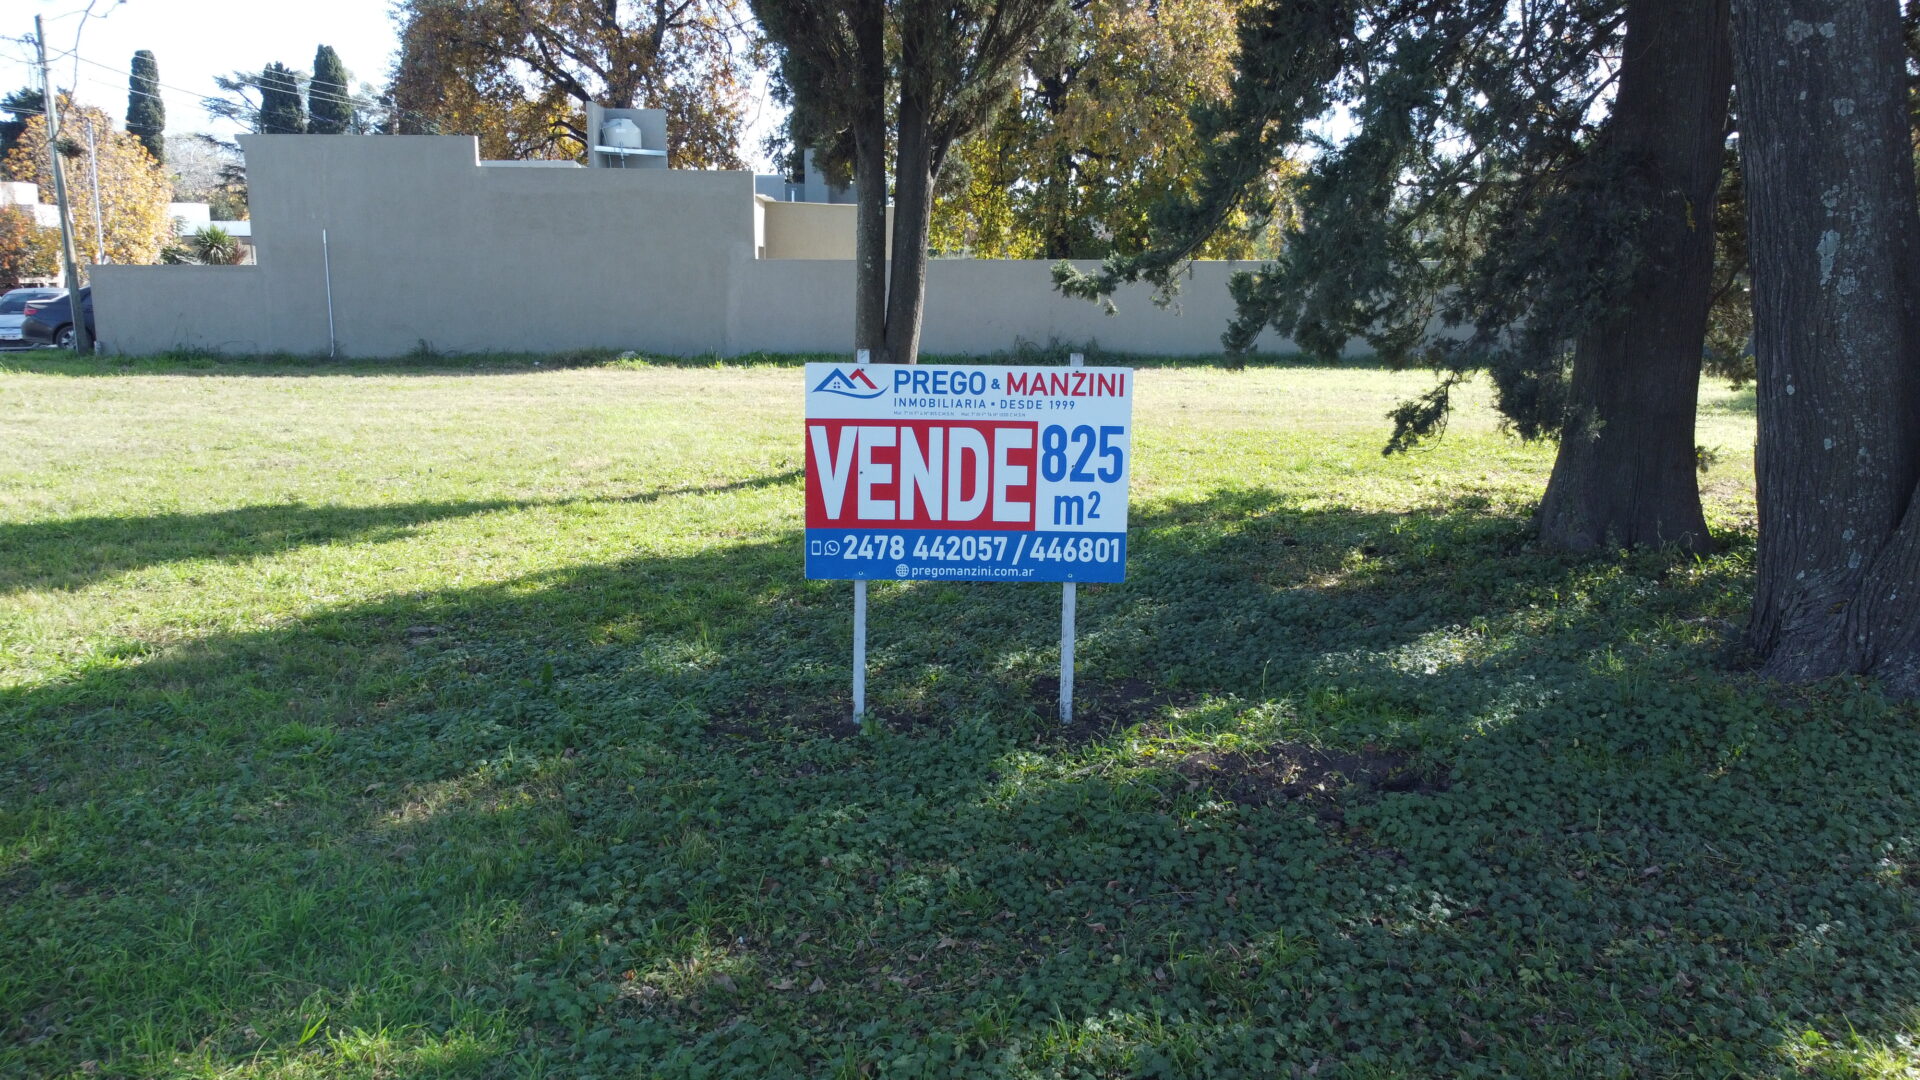 PREGO & MANZINI
INMOBILIARIA • DESDE 1999
VENDE 825
m²
2478 442057 / 446801
pregomanzini.com.ar